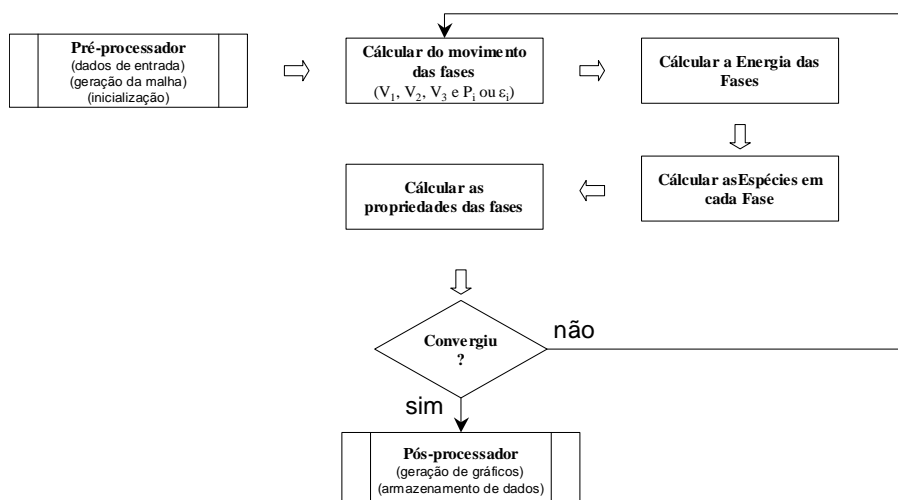 Pré-processador
(dados de entrada)
(geração da malha)
(inicialização)
Cálcular do movimento
das fases
(V₁, V₂, V₃ e Pᵢ ou εᵢ)
Cálcular a Energia das
Fases
Cálcular asEspécies em
cada Fase
Cálcular as
propriedades das fases
Convergiu
?
não
sim
Pós-processador
(geração de gráficos)
(armazenamento de dados)